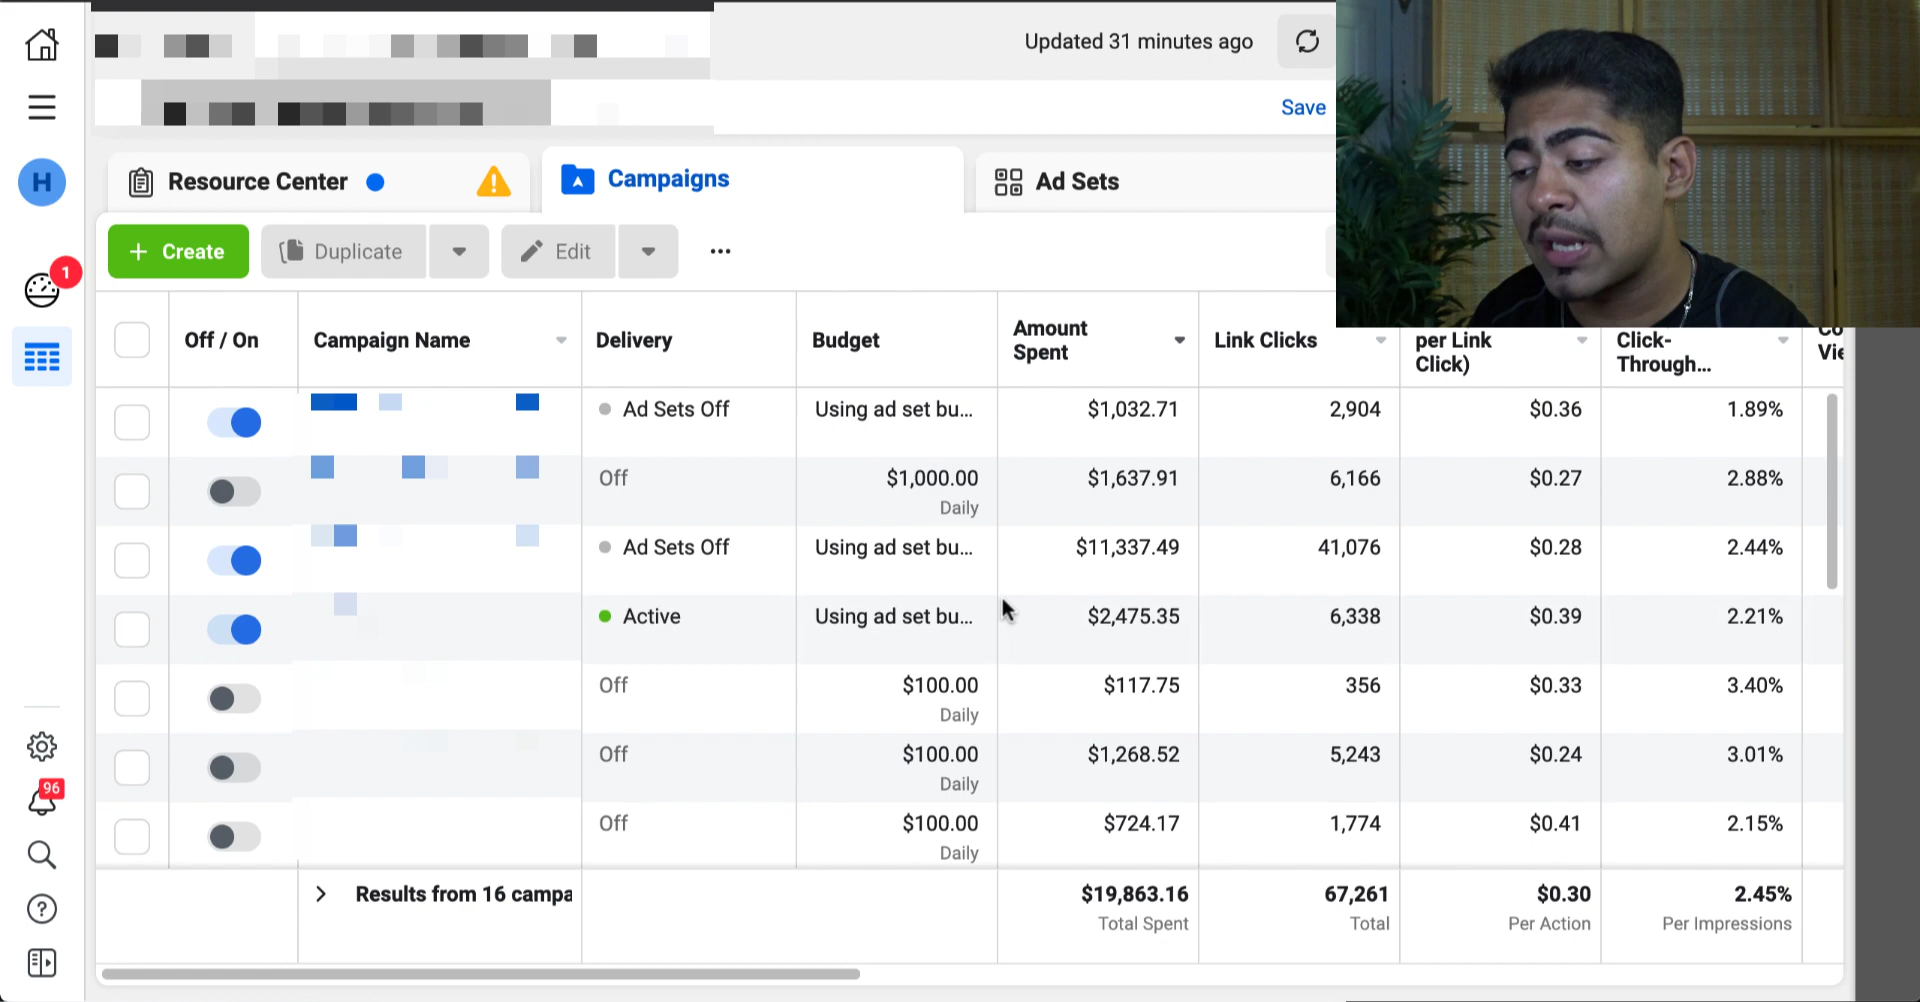 Updated 31 minutes ago
Save
H
Resource Center
Campaigns
Ad Sets
1
+ Create
Duplicate
Edit
...
Off / On
Campaign Name
Delivery
Budget
Amount
Spent
Link Clicks
per Link
Click)
Click-
Through...
Ad Sets Off
Using ad set bu...
$1,032.71
2,904
$0.36
1.89%
Off
$1,000.00
Daily
$1,637.91
6,166
$0.27
2.88%
Ad Sets Off
Using ad set bu...
$11,337.49
41,076
$0.28
2.44%
Active
Using ad set bu...
$2,475.35
6,338
$0.39
2.21%
Off
$100.00
Daily
$117.75
356
$0.33
3.40%
Off
$100.00
Daily
$1,268.52
5,243
$0.24
3.01%
Off
$100.00
Daily
$724.17
1,774
$0.41
2.15%
96
Results from 16 campa
$19,863.16
Total Spent
67,261
Total
$0.30
Per Action
2.45%
Per Impressions